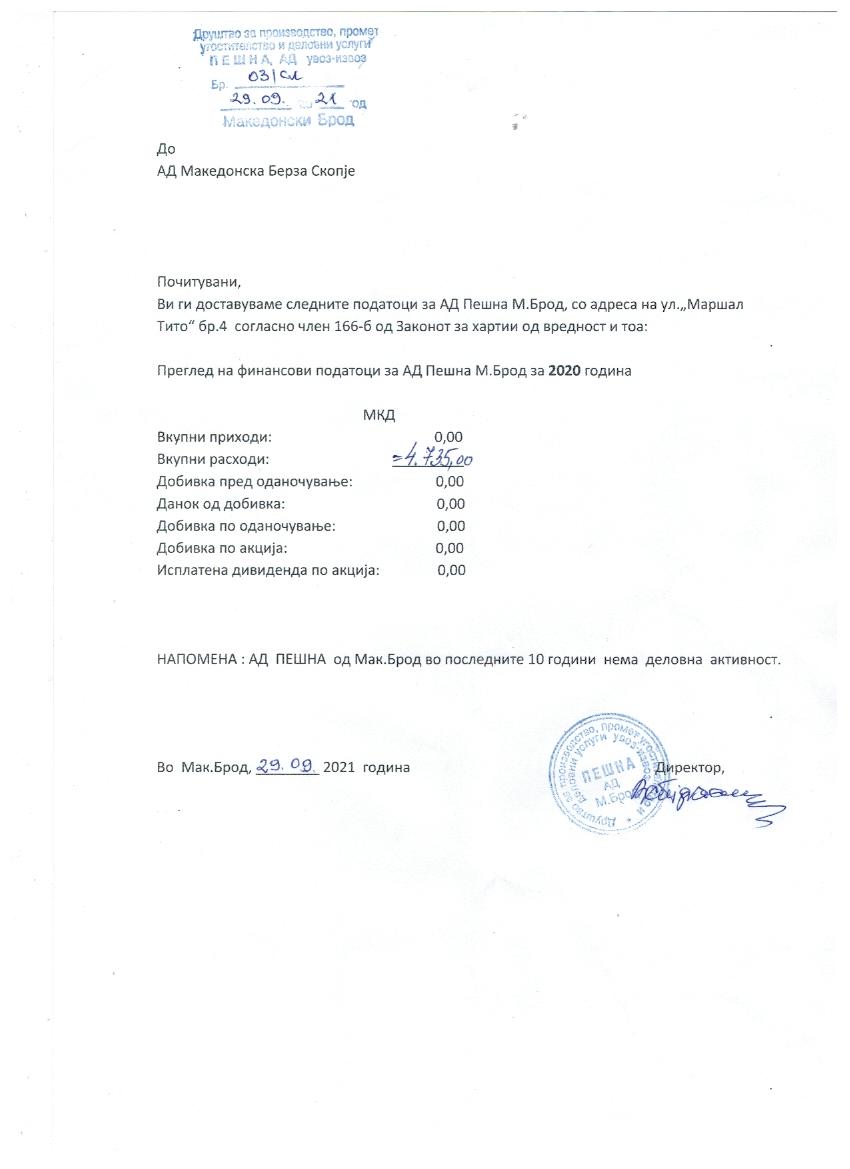 Друштво за производство, промет
угостителство и деловни услуги
ПЕШНА, АД увоз-извоз
Бр. 03/сл
29.09. 2021 год
Македонски Брод
До
АД Македонска Берза Скопје
Почитувани,
Ви ги доставуваме следните податоци за АД Пешна М.Брод, со адреса на ул.„Маршал
Тито“ бр.4 согласно член 166-б од Законот за хартии од вредност и тоа:
Преглед на финансови податоци за АД Пешна М.Брод за 2020 година
МКД
Вкупни приходи: 0,00
Вкупни расходи: =4.735,00
Добивка пред оданочување: 0,00
Данок од добивка: 0,00
Добивка по оданочување: 0,00
Добивка по акција: 0,00
Исплатена дивиденда по акција: 0,00
НАПОМЕНА : АД ПЕШНА од Мак.Брод во последните 10 години нема деловна активност.
Во Мак.Брод, 29.09. 2021 година
Директор,
Друштво за производство, промет
деловни услуги увоз-извоз
ПЕШНА
АД
М.Брод